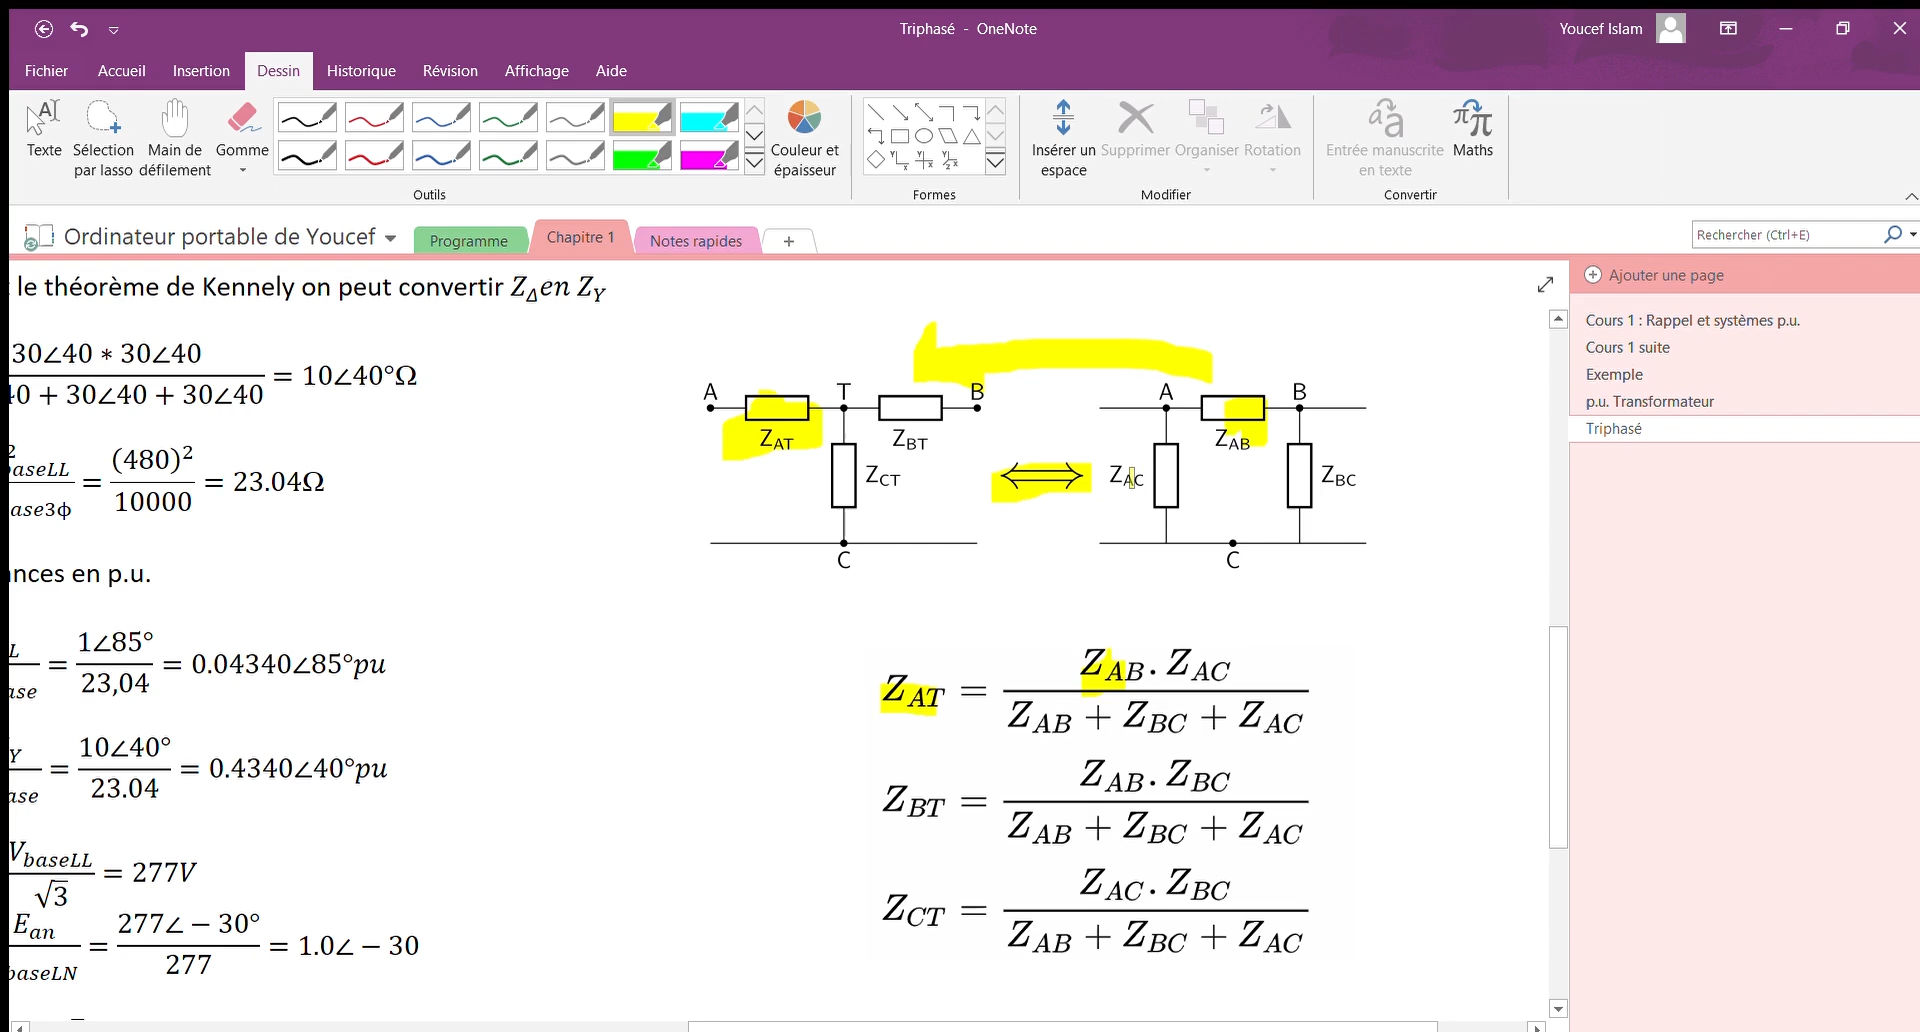 Triphasé - OneNote
Youcef Islam
Fichier Accueil Insertion Dessin Historique Révision Affichage Aide
Texte
Sélection par lasso
Main de défilement
Gomme
Couleur et épaisseur
Insérer un espace
Supprimer
Organiser
Rotation
Entrée manuscrite en texte
Maths
Outils
Formes
Modifier
Convertir
Ordinateur portable de Youcef
Programme
Chapitre 1
Notes rapides
+
Rechercher (Ctrl+E)
Ajouter une page
Cours 1 : Rappel et systèmes p.u.
Cours 1 suite
Exemple
p.u. Transformateur
Triphasé
le théorème de Kennely on peut convertir Z_Δ en Z_Y
30∠40 ∗ 30∠40
40 + 30∠40 + 30∠40
= 10∠40°Ω
2
baseLL
ase3ϕ
= (480)² / 10000 = 23.04Ω
nces en p.u.
L
ase
= 1∠85° / 23,04 = 0.04340∠85°pu
Y
ase
= 10∠40° / 23.04 = 0.4340∠40°pu
V_baseLL / √3 = 277V
E_an / baseLN = 277∠ − 30° / 277 = 1.0∠ − 30
A T B
Z_AT Z_BT
Z_CT
C
A B
Z_AB
Z_AC Z_BC
C
Z_AT = Z_AB . Z_AC / Z_AB + Z_BC + Z_AC
Z_BT = Z_AB . Z_BC / Z_AB + Z_BC + Z_AC
Z_CT = Z_AC . Z_BC / Z_AB + Z_BC + Z_AC